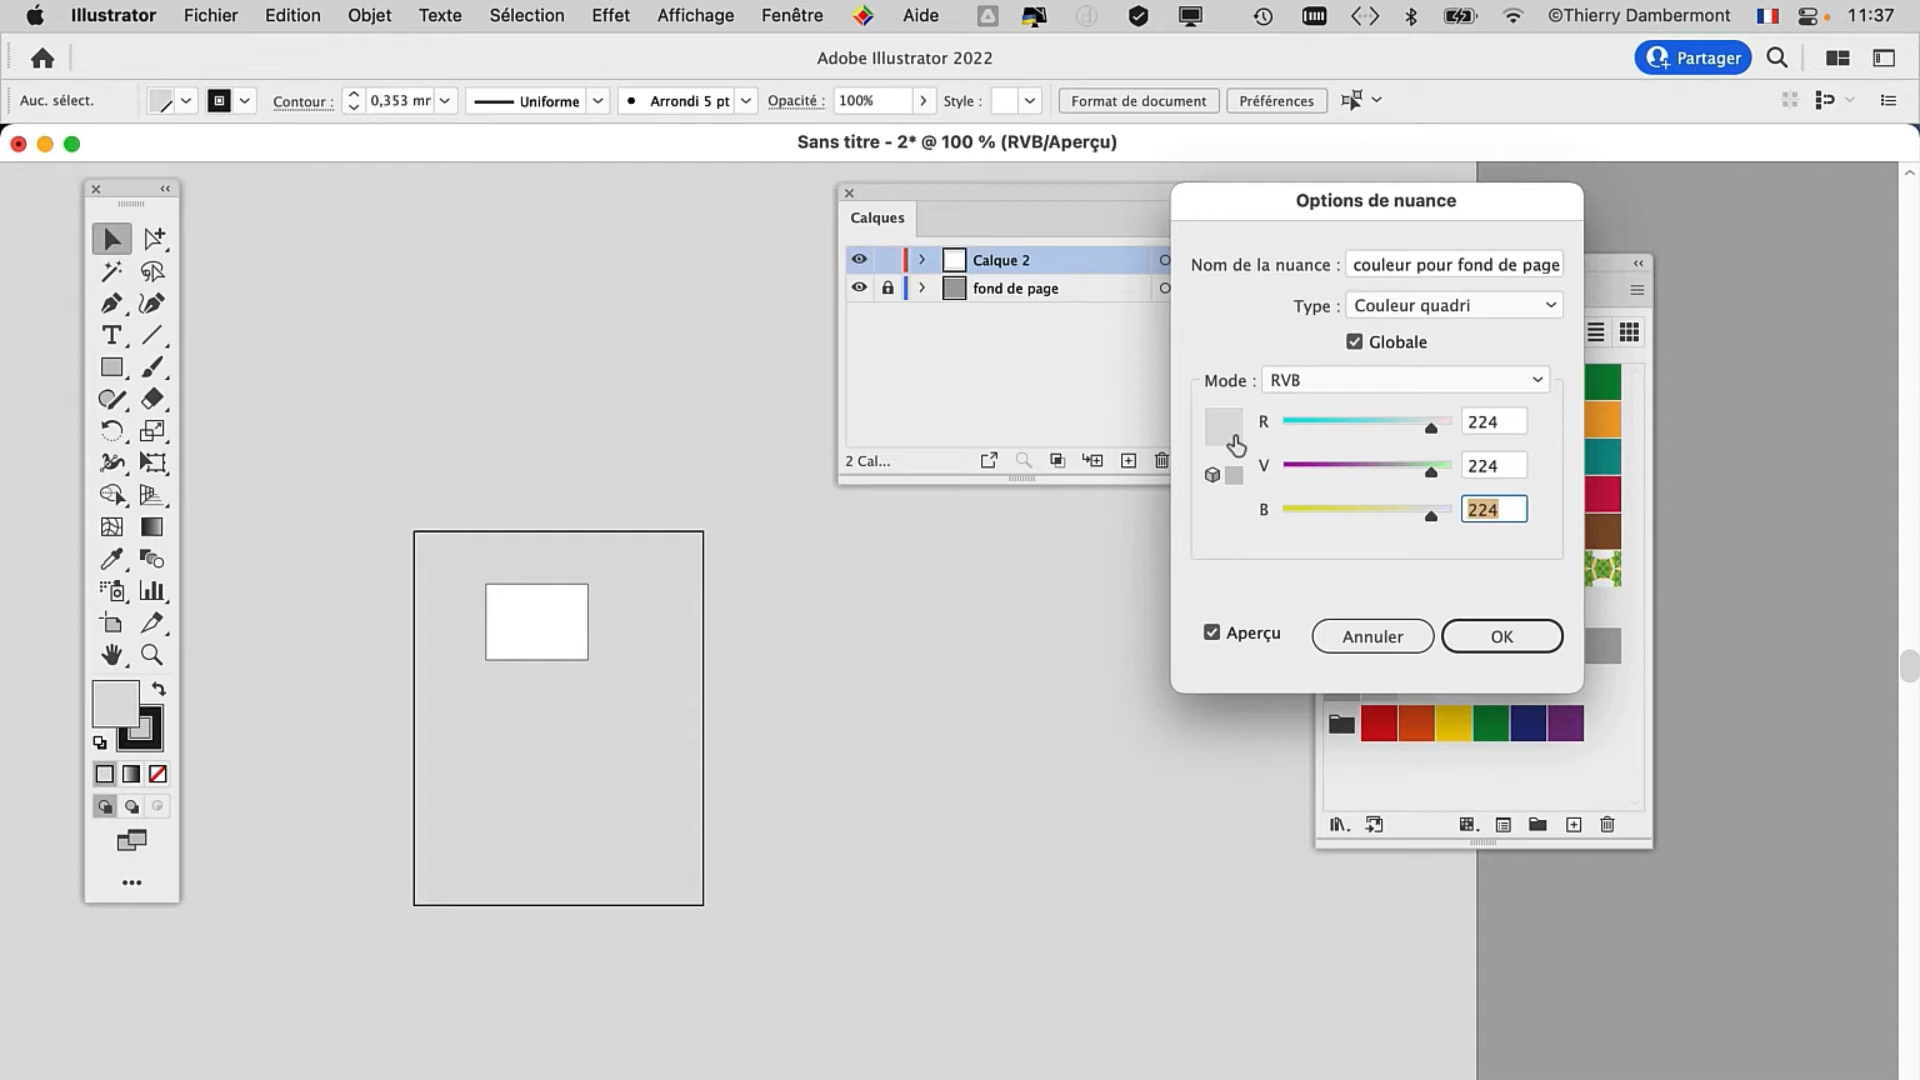 Illustrator Fichier Edition Objet Texte Sélection Effet Affichage Fenêtre Aide ©Thierry Dambermont 11:37
Adobe Illustrator 2022
Partager
Auc. sélect.
Contour : 0,353 mr
Uniforme
Arrondi 5 pt
Opacité : 100%
Style :
Format de document
Préférences
Sans titre - 2* @ 100 % (RVB/Aperçu)
Calques
Calque 2
fond de page
2 Cal...
Options de nuance
Nom de la nuance : couleur pour fond de page
Type : Couleur quadri
Globale
Mode : RVB
R 224
V 224
B 224
Aperçu
Annuler
OK